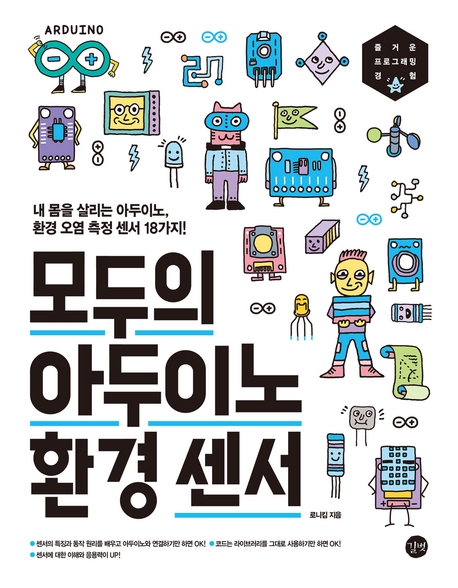 ARDUINO
즐거운
프로그래밍
경험
내 몸을 살리는 아두이노,
환경 오염 측정 센서 18가지!
모두의
아두이노
환경 센서
로니킴 지음
센서의 특징과 동작 원리를 배우고 아두이노와 연결하기만 하면 OK! 코드는 라이브러리를 그대로 사용하기만 하면 OK!
센서에 대한 이해와 응용력이 UP!
길벗